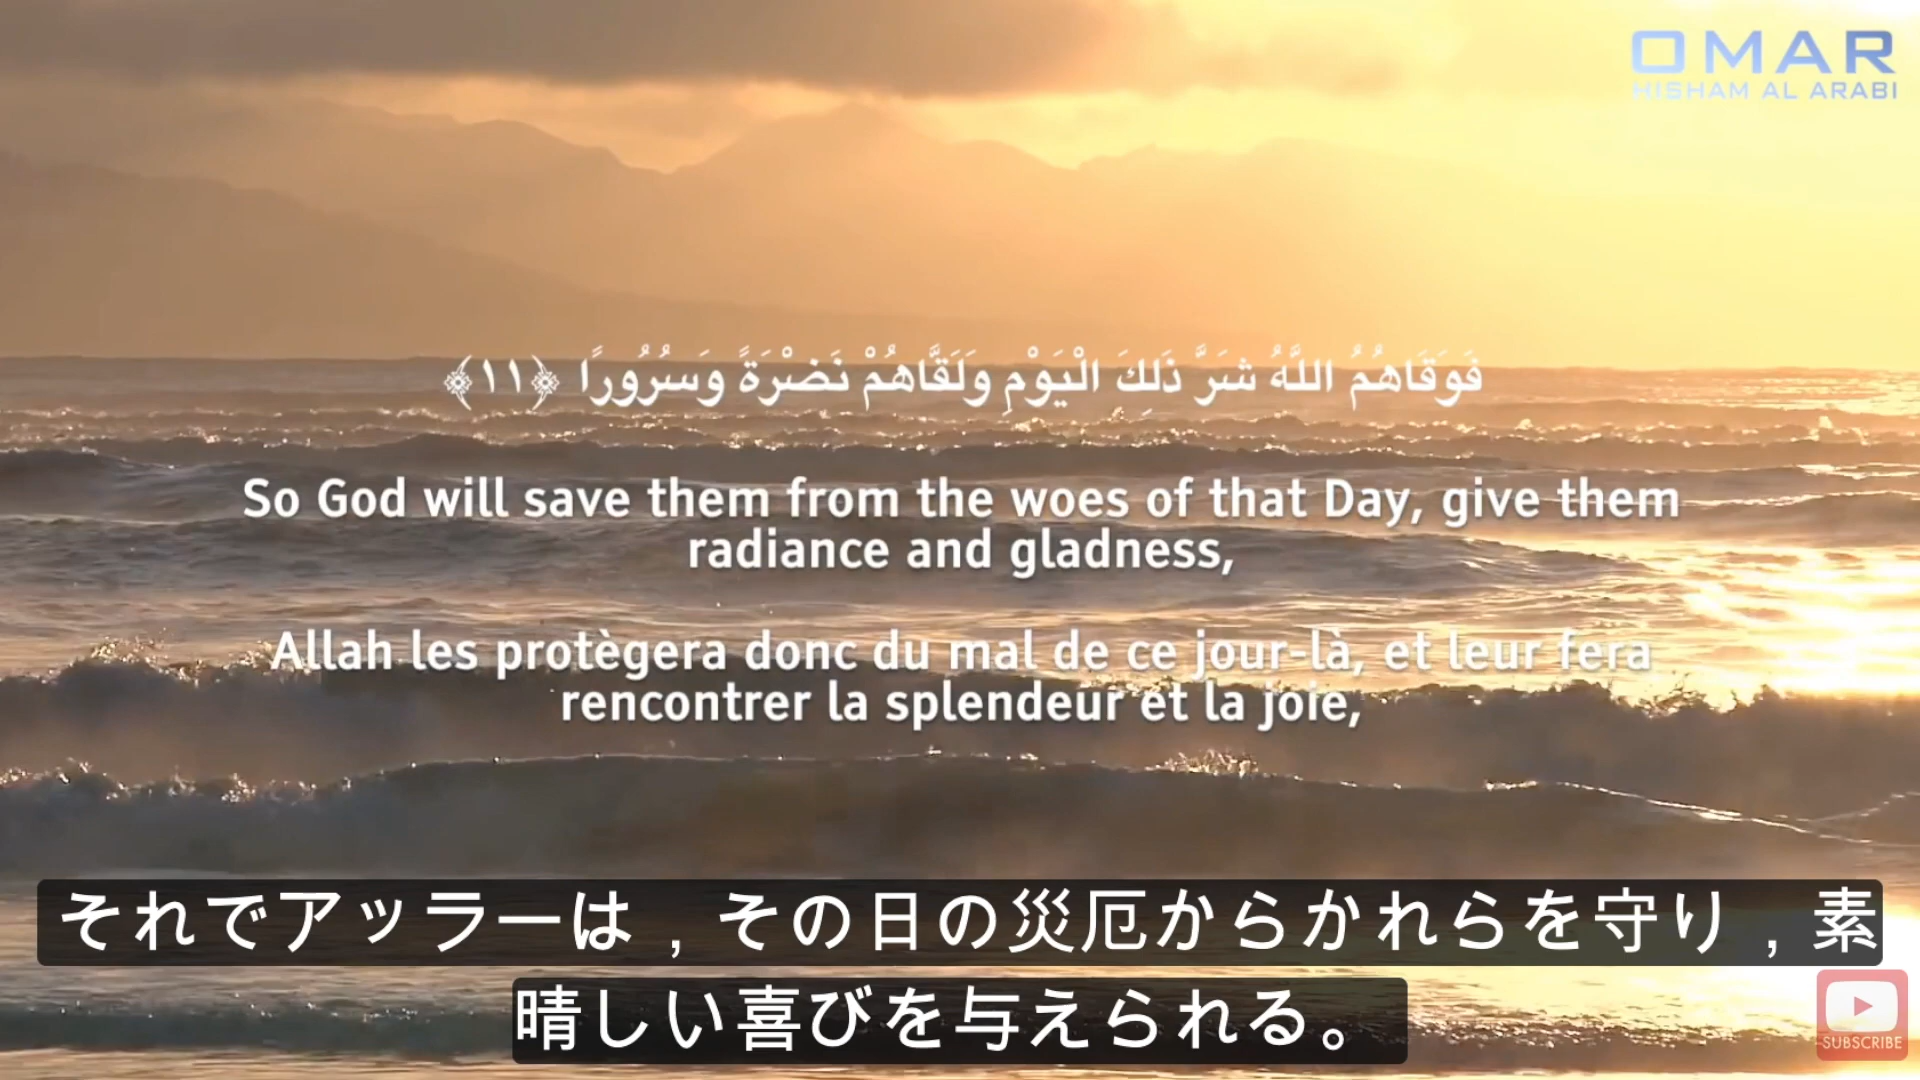 OMAR
HISHAM AL ARABI
فَوَقَاهُمُ اللَّهُ شَرَّ ذَلِكَ الْيَوْمِ وَلَقَّاهُمْ نَضْرَةً وَسُرُورًا ﴿١١﴾
So God will save them from the woes of that Day, give them
radiance and gladness,
Allah les protègera donc du mal de ce jour-là, et leur fera
rencontrer la splendeur et la joie,
それでアッラーは，その日の災厄からかれらを守り，素
晴しい喜びを与えられる。
SUBSCRIBE